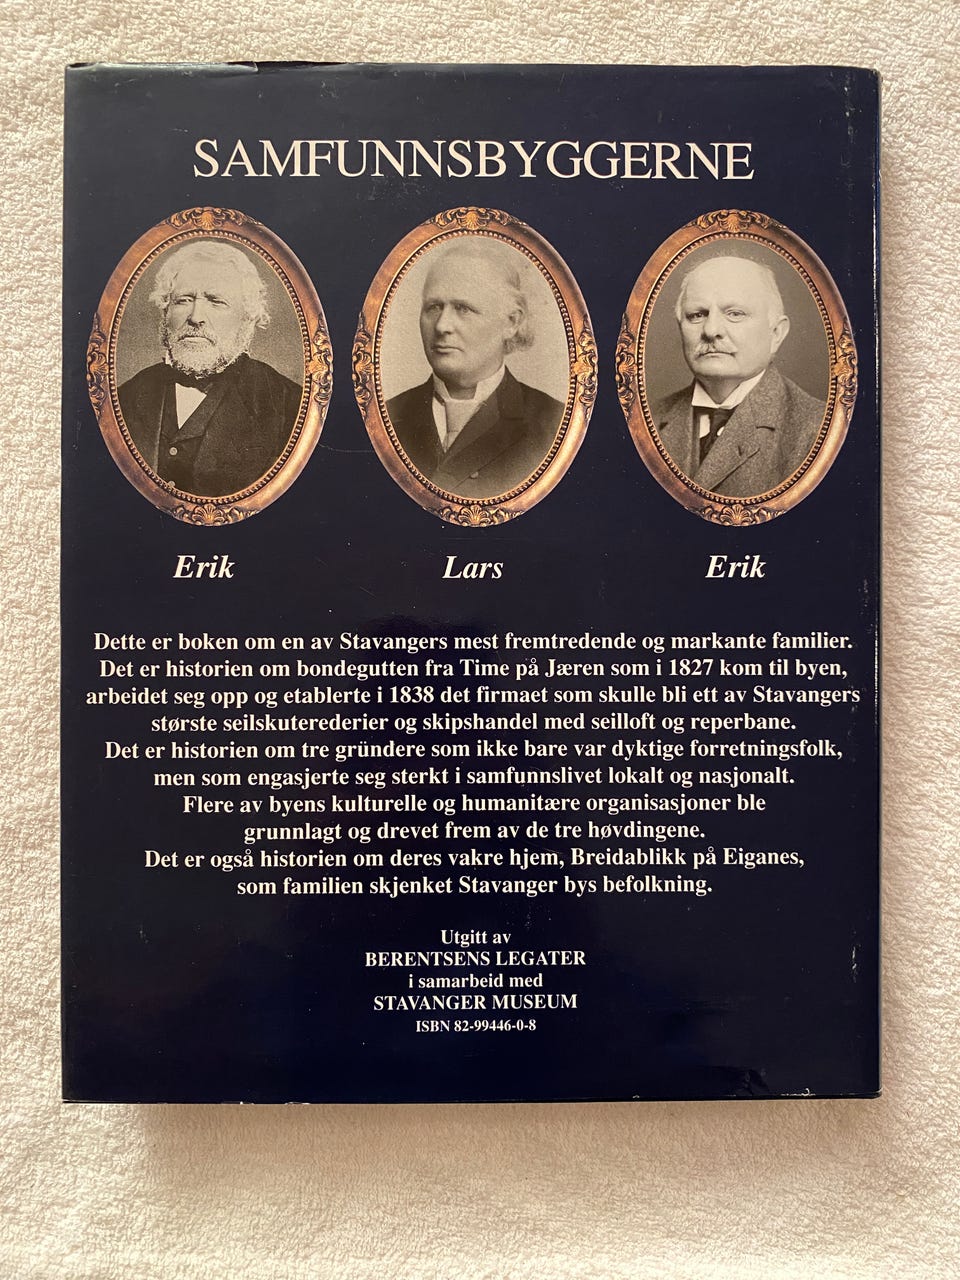 SAMFUNNSBYGGERNE
Erik Lars Erik
Dette er boken om en av Stavangers mest fremtredende og markante familier.
Det er historien om bondegutten fra Time på Jæren som i 1827 kom til byen,
arbeidet seg opp og etablerte i 1838 det firmaet som skulle bli ett av Stavangers
største seilskuterederier og skipshandel med seilloft og reperbane.
Det er historien om tre gründere som ikke bare var dyktige forretningsfolk,
men som engasjerte seg sterkt i samfunnslivet lokalt og nasjonalt.
Flere av byens kulturelle og humanitære organisasjoner ble
grunnlagt og drevet frem av de tre høvdingene.
Det er også historien om deres vakre hjem, Breidablikk på Eiganes,
som familien skjenket Stavanger bys befolkning.
Utgitt av
BERENTSENS LEGATER
i samarbeid med
STAVANGER MUSEUM
ISBN 82-99446-0-8